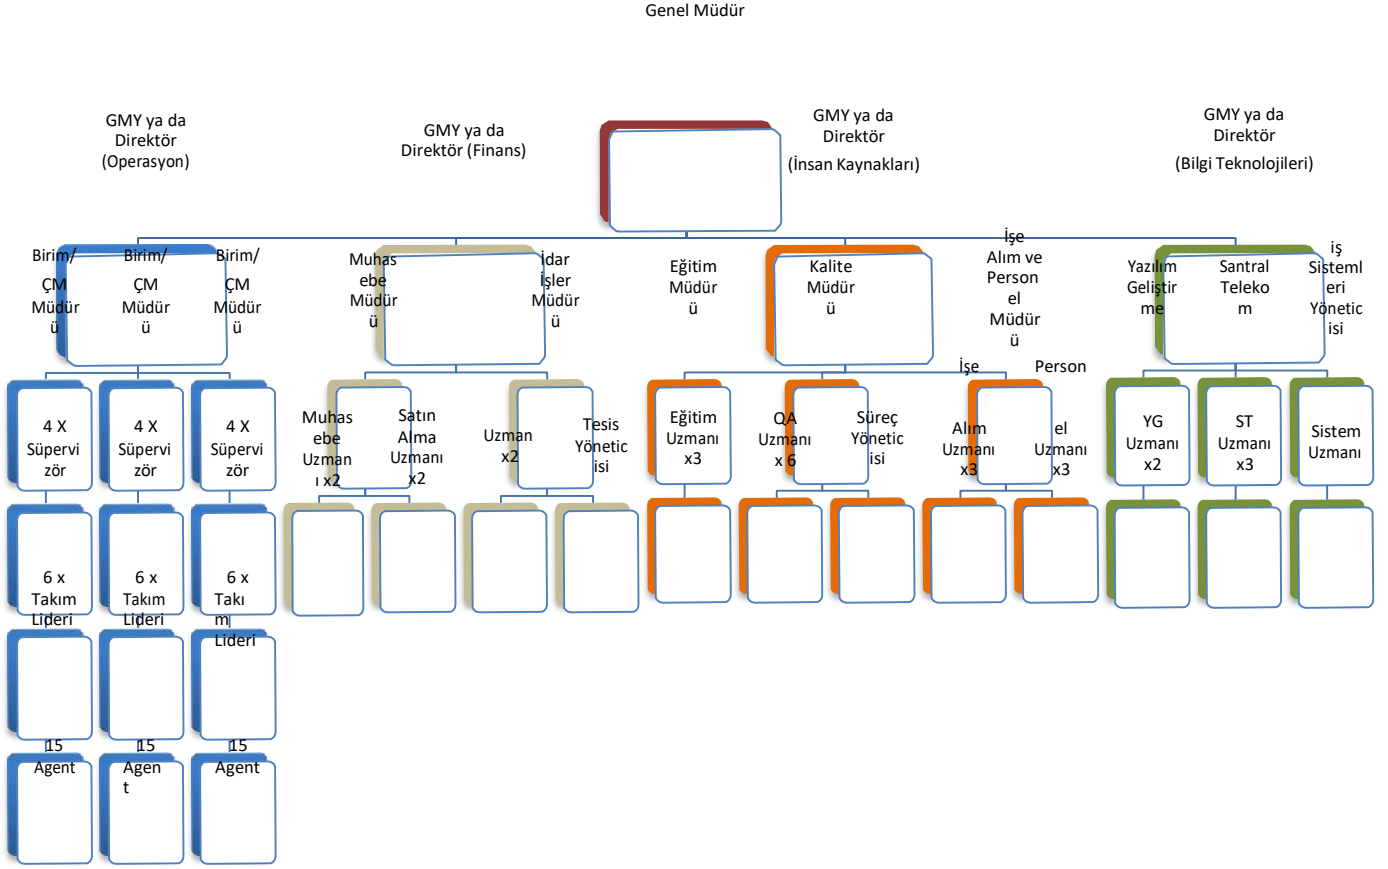 Genel Müdür
GMY ya da
Direktör
(Operasyon)
GMY ya da
Direktör (Finans)
GMY ya da
Direktör
(İnsan Kaynakları)
GMY ya da
Direktör
(Bilgi Teknolojileri)
Birim/
ÇM
Müdür
ü
Birim/
ÇM
Müdür
ü
Birim/
ÇM
Müdür
ü
Muhas
ebe
Müdür
ü
İdar
İşler
Müdür
ü
Eğitim
Müdür
ü
Kalite
Müdür
ü
İşe
Alım ve
Person
el
Müdür
ü
Yazılım
Geliştir
me
Santral
Teleko
m
iş
Sisteml
eri
Yönetic
isi
4 X
Süpervi
zör
4 X
Süpervi
zör
4 X
Süpervi
zör
Muhas
ebe
Uzman
ı x2
Satın
Alma
Uzmanı
x2
Uzman
x2
Tesis
Yönetic
isi
Eğitim
Uzmanı
x3
QA
Uzmanı
x 6
Süreç
Yönetic
isi
İşe
Alım
Uzmanı
x3
Person
el
Uzmanı
x3
YG
Uzmanı
x2
ST
Uzmanı
x3
Sistem
Uzmanı
6 x
Takım
Lideri
6 x
Takım
Lideri
6 x
Takı
m
Lideri
15
Agent
15
Agen
t
15
Agent